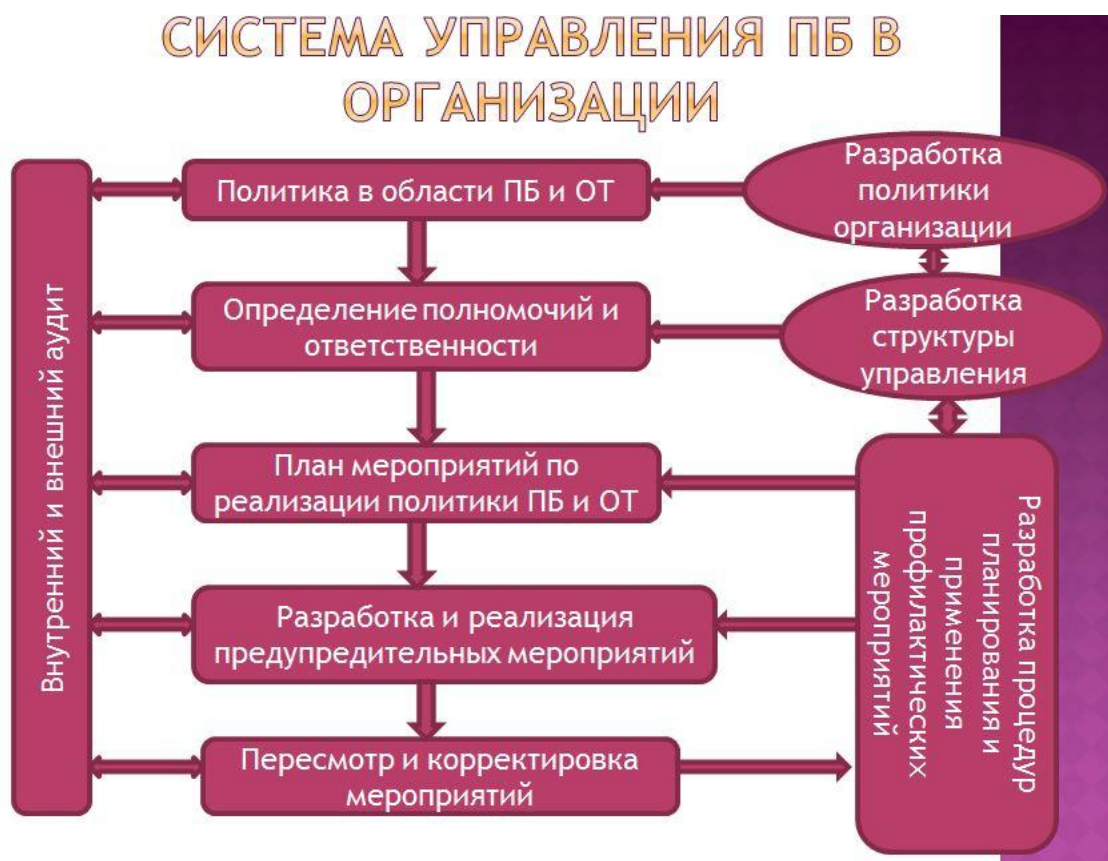 СИСТЕМА УПРАВЛЕНИЯ ПБ В
ОРГАНИЗАЦИИ
Внутренний и внешний аудит
Политика в области ПБ и ОТ
Разработка
политики
организации
Определение полномочий и
ответственности
Разработка
структуры
управления
План мероприятий по
реализации политики ПБ и ОТ
Разработка и реализация
предупредительных мероприятий
Пересмотр и корректировка
мероприятий
Разработка процедур
планирования и
применения
профилактических
мероприятий